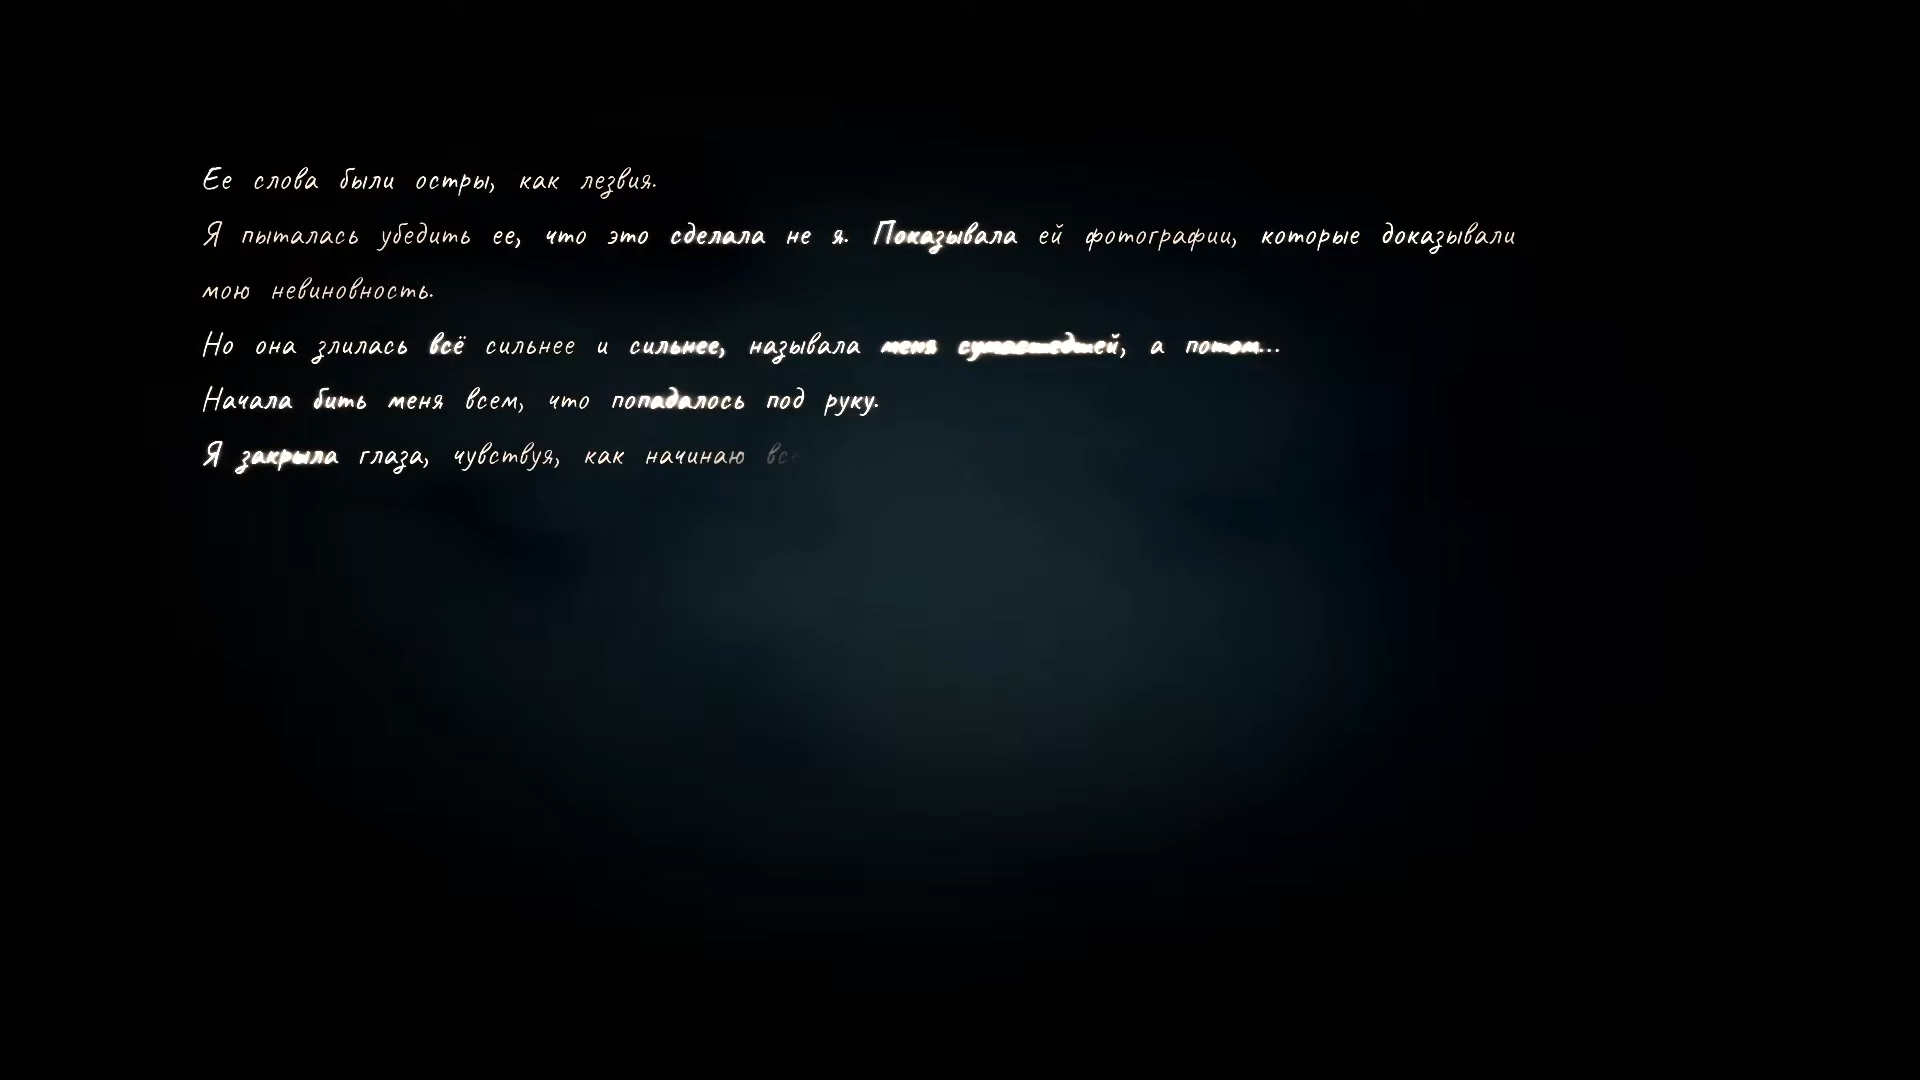 Ее слова были остры, как лезвия.
Я пыталась убедить ее, что это сделала не я. Показывала ей фотографии, которые доказывали
мою невиновность.
Но она злилась всё сильнее и сильнее, называла меня сумасшедшей, а потом...
Начала бить меня всем, что попадалось под руку.
Я закрыла глаза, чувствуя, как начинаю все